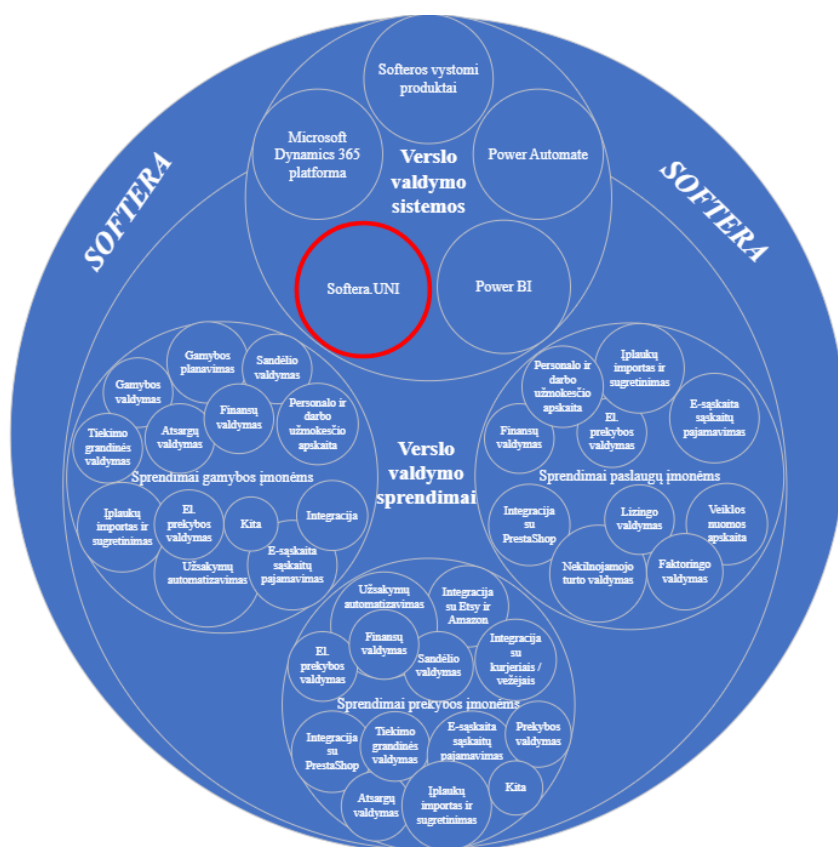 Softeros vystomi
produktai
Microsoft
Dynamics 365
platforma
Verslo
valdymo
sistemos
Power Automate
SOFTERA
SOFTERA
Softera.UNI
Power BI
Gamybos
planavimas
Sandėlio
valdymas
Gamybos
valdymas
Finansų
valdymas
Personalo ir
darbo
užmokesčio
apskaita
Tiekimo
grandinės
valdymas
Atsargų
valdymas
Sprendimai gamybos įmonėms
Įplaukų
importas ir
sugretinimas
El.
prekybos
valdymas
Kita
Integracija
Užsakymų
automatizavimas
E-sąskaita
sąskaitų
pajamavimas
Verslo
valdymo
sprendimai
Personalo ir
darbo
užmokesčio
apskaita
Įplaukų
importas ir
sugretinimas
E-sąskaita
sąskaitų
pajamavimas
Finansų
valdymas
El.
prekybos
valdymas
Sprendimai paslaugų įmonėms
Integracija
su
PrestaShop
Lizingo
valdymas
Veiklos
nuomos
apskaita
Nekilnojamojo
turto valdymas
Faktoringo
valdymas
Užsakymų
automatizavimas
Integracija
su Etsy ir
Amazon
Finansų
valdymas
El.
prekybos
valdymas
Sandėlio
valdymas
Integracija
su
kurjeriais /
vežėjais
Sprendimai prekybos įmonėms
Integracija
su
PrestaShop
Tiekimo
grandinės
valdymas
E-sąskaita
sąskaitų
pajamavimas
Prekybos
valdymas
Atsargų
valdymas
Įplaukų
importas ir
sugretinimas
Kita